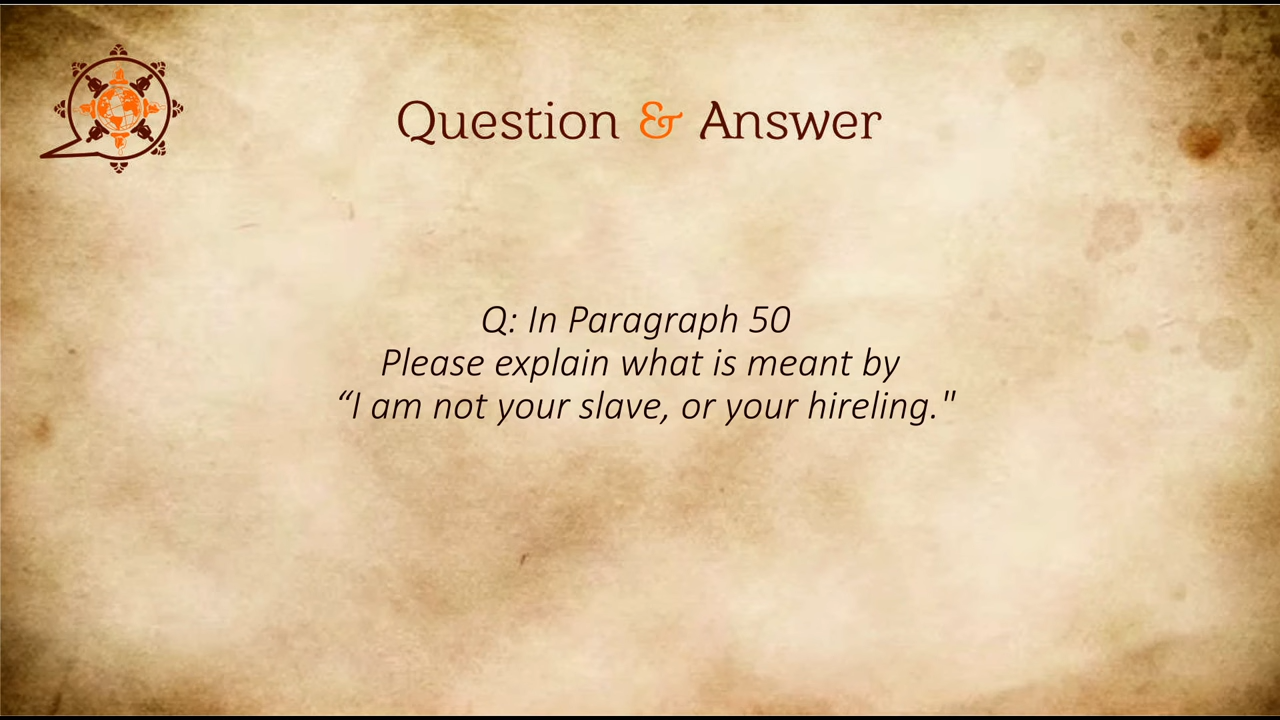 Question & Answer
Q: In Paragraph 50
Please explain what is meant by
“I am not your slave, or your hireling."